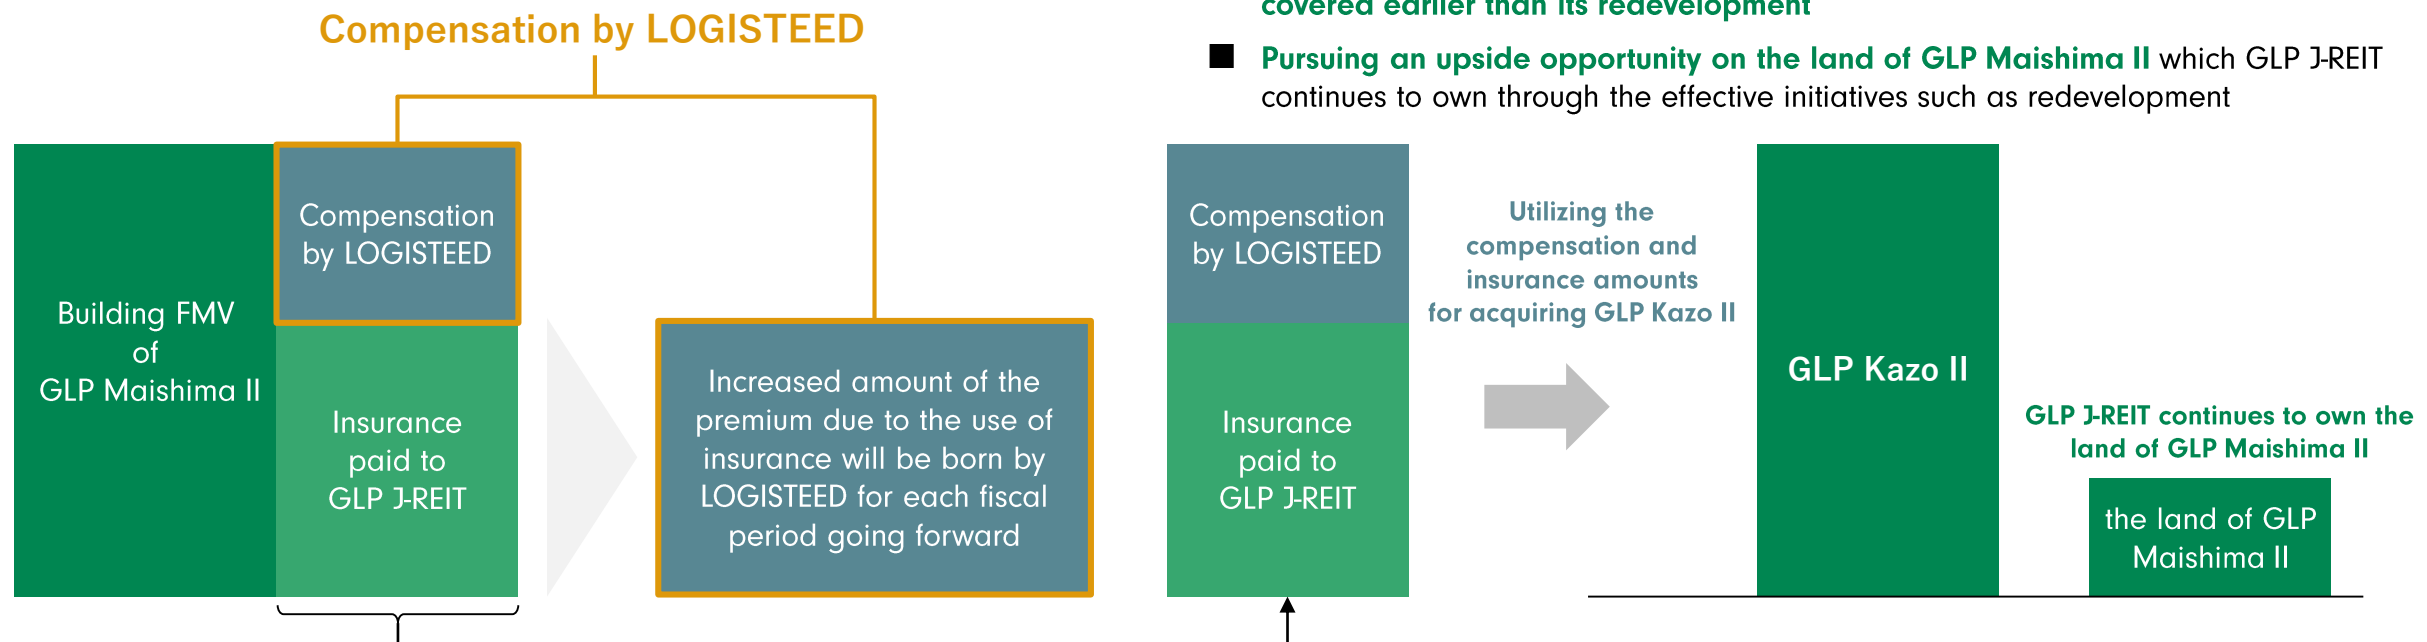 Compensation by LOGISTEED
Building FMV
of
GLP Maishima II
Compensation
by LOGISTEED
Insurance
paid to
GLP J-REIT
Increased amount of the
premium due to the use of
insurance will be born by
LOGISTEED for each fiscal
period going forward
covered earlier than its redevelopment
■ Pursuing an upside opportunity on the land of GLP Maishima II which GLP J-REIT
continues to own through the effective initiatives such as redevelopment
Compensation
by LOGISTEED
Insurance
paid to
GLP J-REIT
Utilizing the
compensation and
insurance amounts
for acquiring GLP Kazo II
GLP Kazo II
GLP J-REIT continues to own the
land of GLP Maishima II
the land of GLP
Maishima II